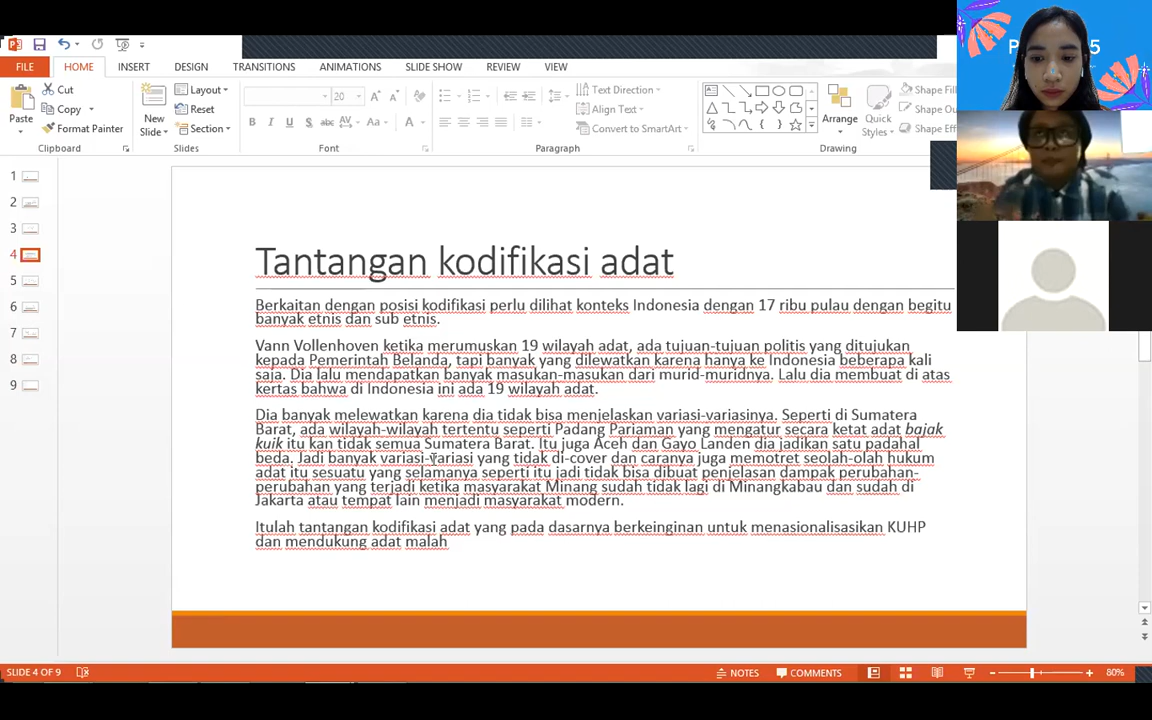 FILE HOME INSERT DESIGN TRANSITIONS ANIMATIONS SLIDE SHOW REVIEW VIEW
Paste
Cut
Copy
Format Painter
Clipboard
New
Slide
Layout
Reset
Section
Slides
20
Font
Text Direction
Align Text
Convert to SmartArt
Paragraph
Arrange
Quick
Styles
Shape Fill
Drawing
5
1
2
3
4
5
6
7
8
9
Tantangan kodifikasi adat
Berkaitan dengan posisi kodifikasi perlu dilihat konteks Indonesia dengan 17 ribu pulau dengan begitu
banyak etnis dan sub etnis.
Vann Vollenhoven ketika merumuskan 19 wilayah adat, ada tujuan-tujuan politis yang ditujukan
kepada Pemerintah Belanda, tapi banyak yang dilewatkan karena hanya ke Indonesia beberapa kali
saja. Dia lalu mendapatkan banyak masukan-masukan dari murid-muridnya. Lalu dia membuat di atas
kertas bahwa di Indonesia ini ada 19 wilayah adat.
Dia banyak melewatkan karena dia tidak bisa menjelaskan variasi-variasinya. Seperti di Sumatera
Barat, ada wilayah-wilayah tertentu seperti Padang Pariaman yang mengatur secara ketat adat bajak
kuik itu kan tidak semua Sumatera Barat. Itu juga Aceh dan Gayo Landen dia jadikan satu padahal
beda. Jadi banyak variasi-variasi yang tidak di-cover dan caranya juga memotret seolah-olah hukum
adat itu sesuatu yang selamanya seperti itu jadi tidak bisa dibuat penjelasan dampak perubahan-
perubahan yang terjadi ketika masyarakat Minang sudah tidak lagi di Minangkabau dan sudah di
Jakarta atau tempat lain menjadi masyarakat modern.
Itulah tantangan kodifikasi adat yang pada dasarnya berkeinginan untuk menasionalisasikan KUHP
dan mendukung adat malah
SLIDE 4 OF 9
NOTES
COMMENTS
80%